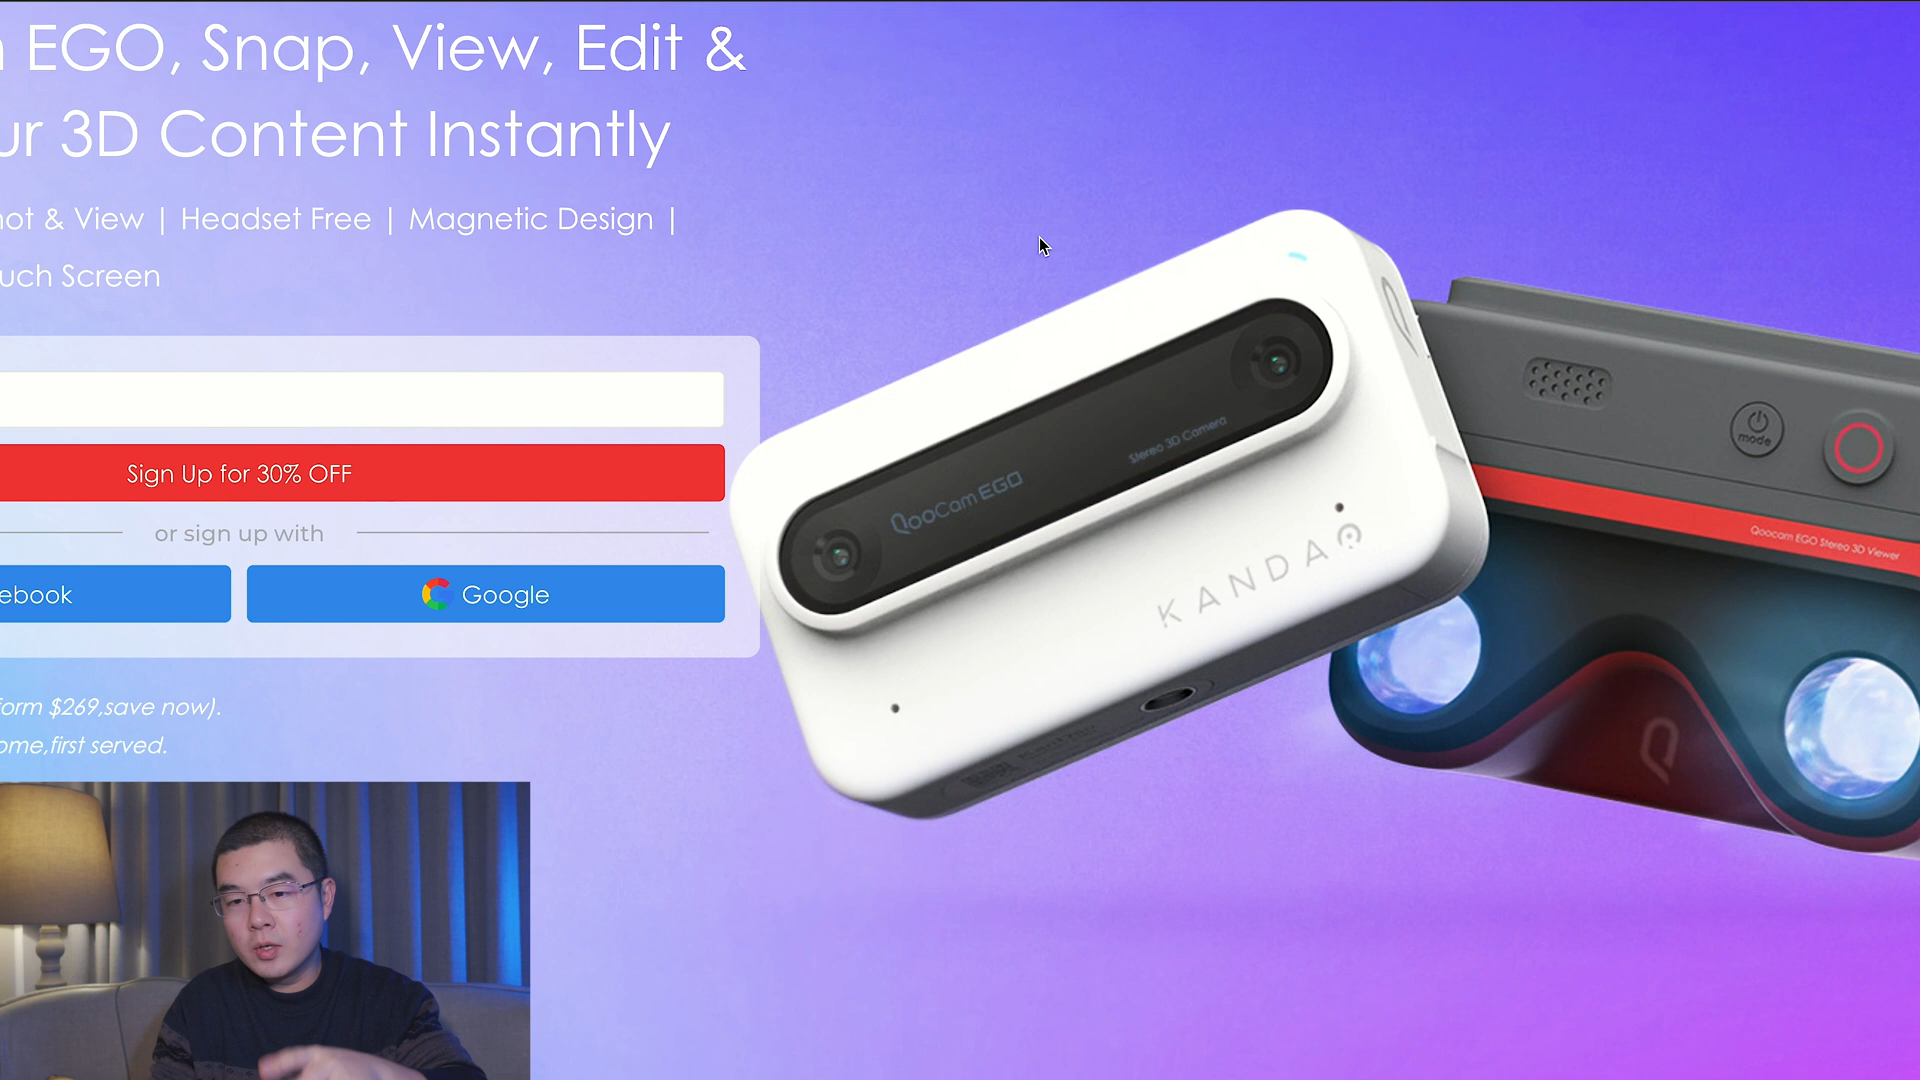 EGO, Snap, View, Edit &
ur 3D Content Instantly
ot & View | Headset Free | Magnetic Design |
uch Screen
Sign Up for 30% OFF
or sign up with
ebook
Google
orm $269,save now).
ome,first served.
QooCam EGO
Stereo 3D Camera
KANDAO
mode
Qoocam EGO Stereo 3D Viewer